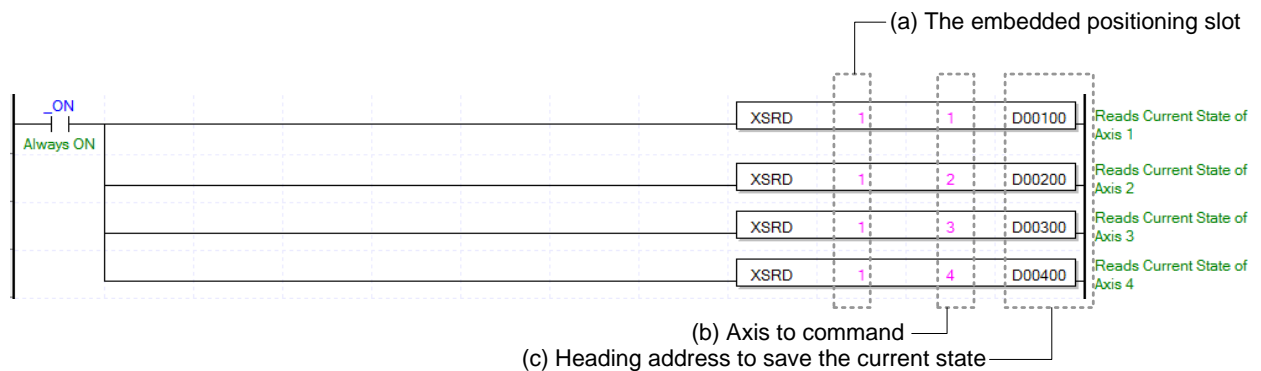 (a) The embedded positioning slot
_ON
Always ON
XSRD 1 1 D00100
Reads Current State of
Axis 1
XSRD 1 2 D00200
Reads Current State of
Axis 2
XSRD 1 3 D00300
Reads Current State of
Axis 3
XSRD 1 4 D00400
Reads Current State of
Axis 4
(b) Axis to command
(c) Heading address to save the current state